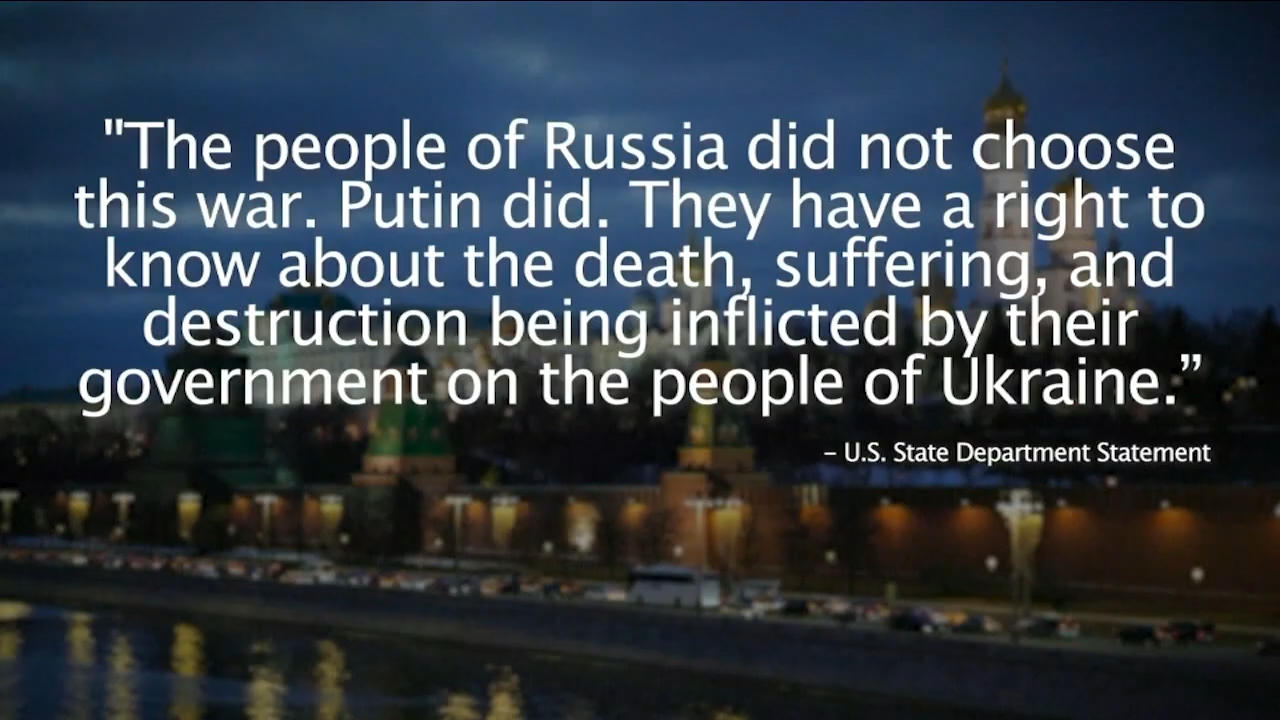 "The people of Russia did not choose
this war. Putin did. They have a right to
know about the death, suffering, and
destruction being inflicted by their
government on the people of Ukraine.”
– U.S. State Department Statement